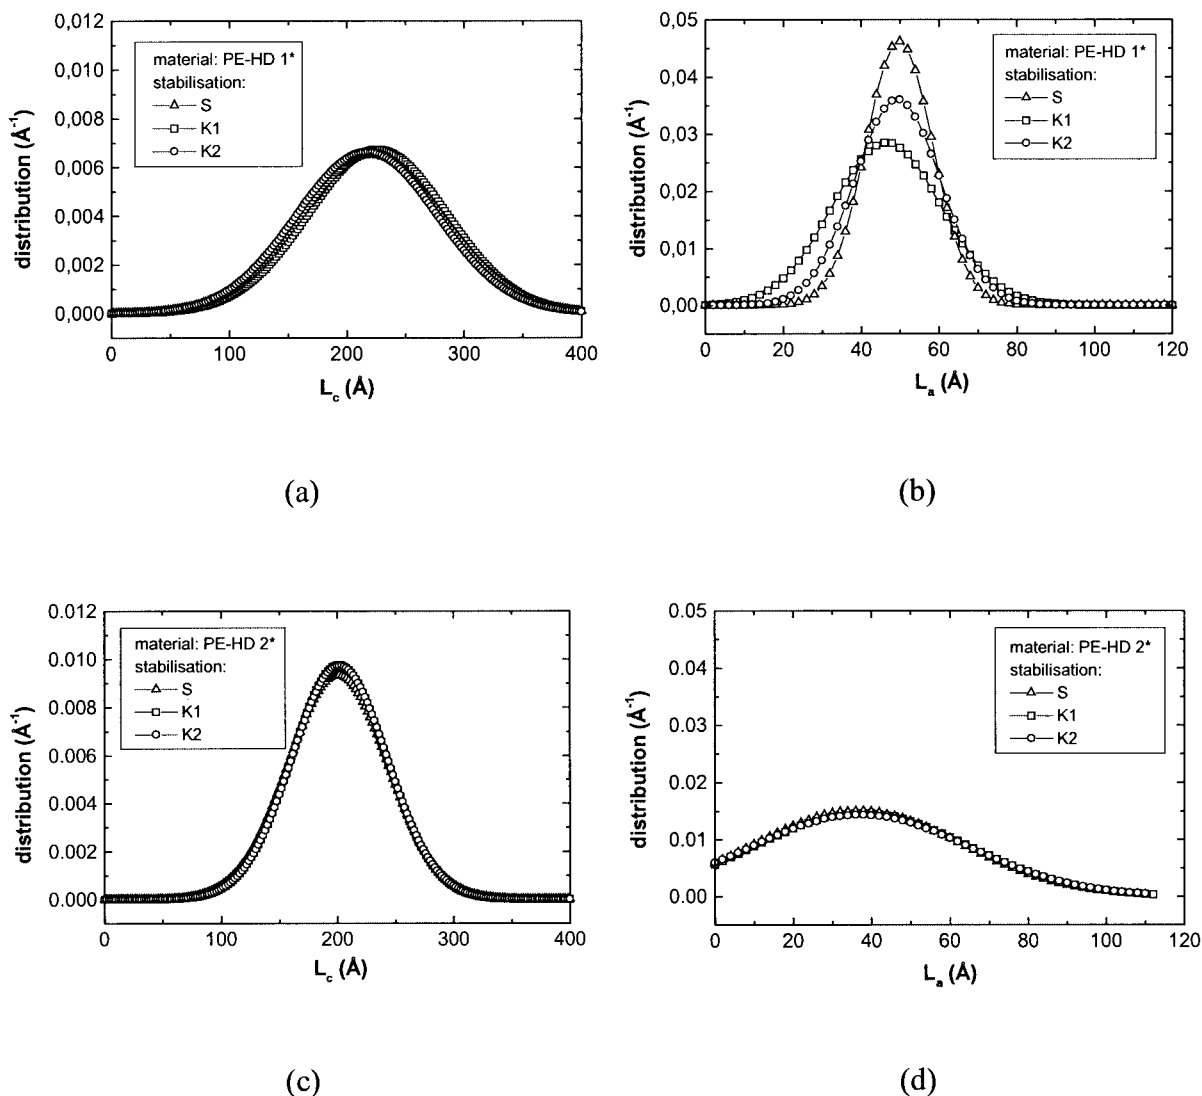 0,012
0,010
0,008
0,006
0,004
0,002
0,000
distribution (Å⁻¹)
material: PE-HD 1*
stabilisation:
S
K1
K2
0 100 200 300 400
L_c (Å)
(a)
0,05
0,04
0,03
0,02
0,01
0,00
distribution (Å⁻¹)
material: PE-HD 1*
stabilisation:
S
K1
K2
0 20 40 60 80 100 120
L_a (Å)
(b)
0.012
0.010
0.008
0.006
0.004
0.002
0.000
distribution (Å⁻¹)
material: PE-HD 2*
stabilisation:
S
K1
K2
0 100 200 300 400
L_c (Å)
(c)
0.05
0.04
0.03
0.02
0.01
0.00
distribution (Å⁻¹)
material: PE-HD 2*
stabilisation:
S
K1
K2
0 20 40 60 80 100 120
L_a (Å)
(d)